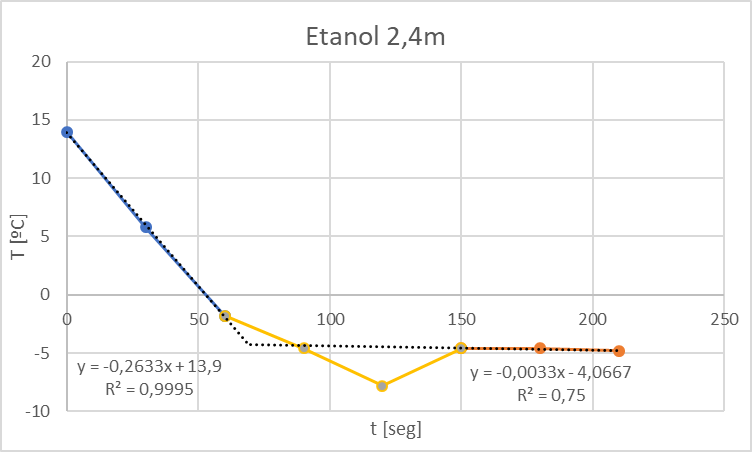 Etanol 2,4m
20
15
10
5
0
-5
-10
T [ºC]
0
50
100
150
200
250
t [seg]
y = -0,2633x + 13,9
R² = 0,9995
y = -0,0033x - 4,0667
R² = 0,75